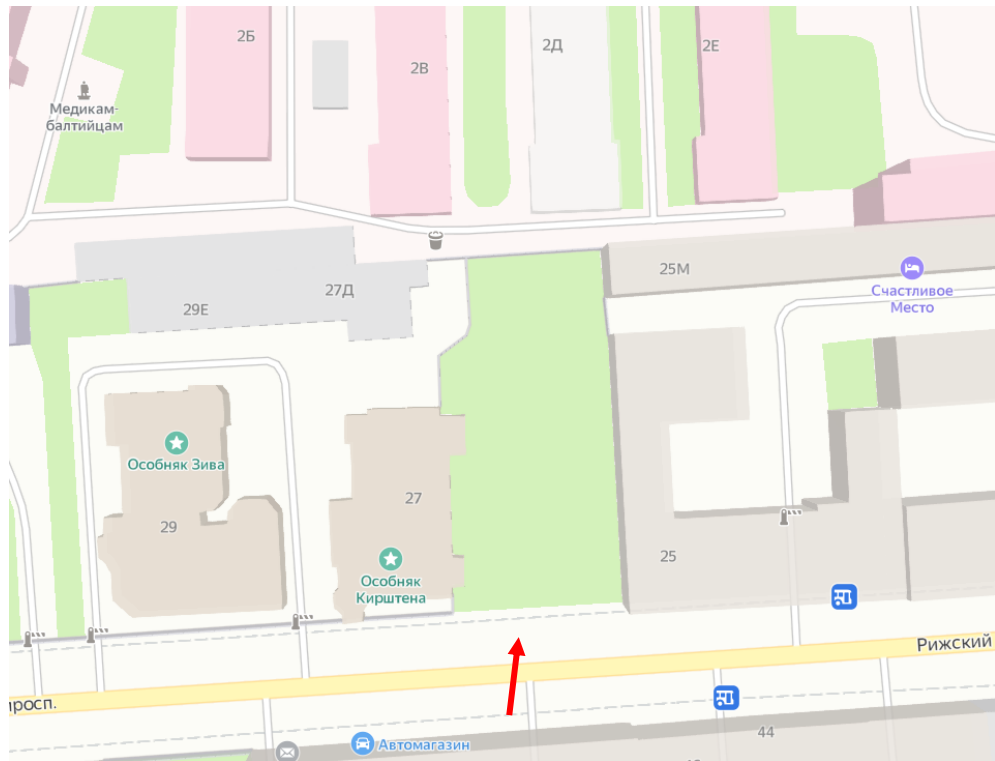 2Б
2В
2Д
2Е
Медикам-
балтийцам
25М
Счастливое
Место
27Д
29Е
Особняк Зива
27
29
Особняк
Кирштена
25
Рижский
просп.
44
Автомагазин